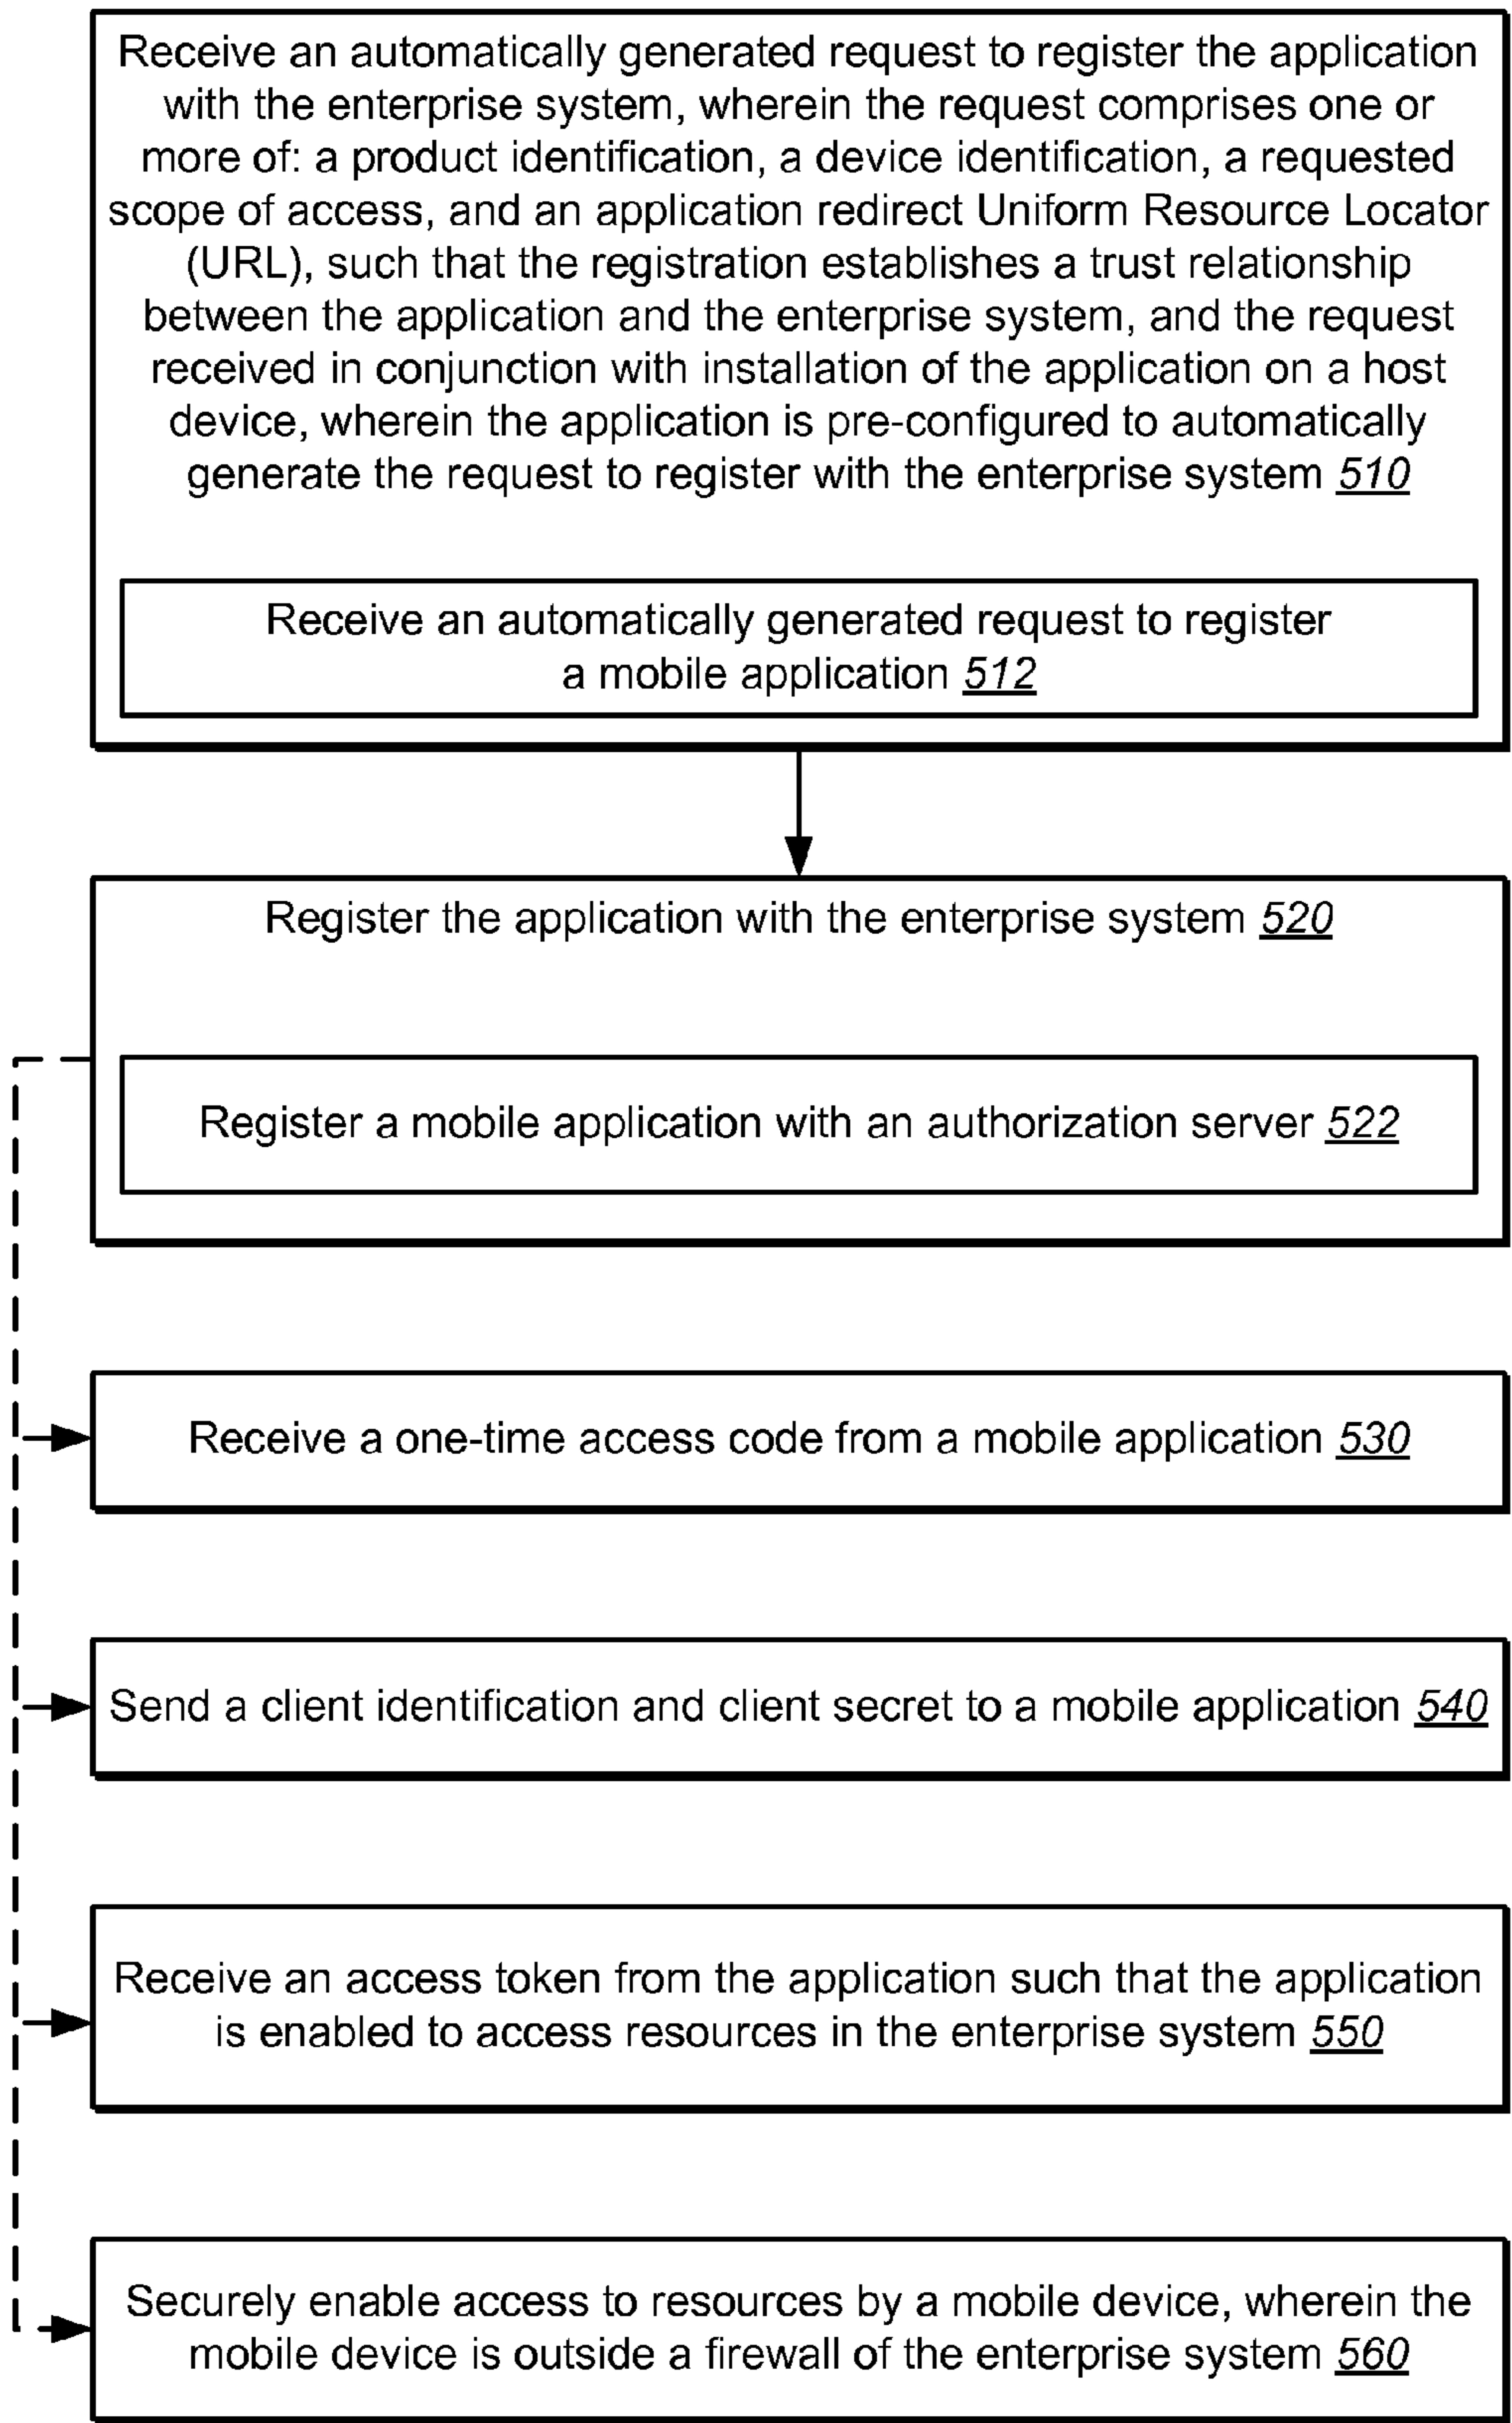 Receive an automatically generated request to register the application
with the enterprise system, wherein the request comprises one or
more of: a product identification, a device identification, a requested
scope of access, and an application redirect Uniform Resource Locator
(URL), such that the registration establishes a trust relationship
between the application and the enterprise system, and the request
received in conjunction with installation of the application on a host
device, wherein the application is pre-configured to automatically
generate the request to register with the enterprise system 510
Receive an automatically generated request to register
a mobile application 512
Register the application with the enterprise system 520
Register a mobile application with an authorization server 522
Receive a one-time access code from a mobile application 530
Send a client identification and client secret to a mobile application 540
Receive an access token from the application such that the application
is enabled to access resources in the enterprise system 550
Securely enable access to resources by a mobile device, wherein the
mobile device is outside a firewall of the enterprise system 560